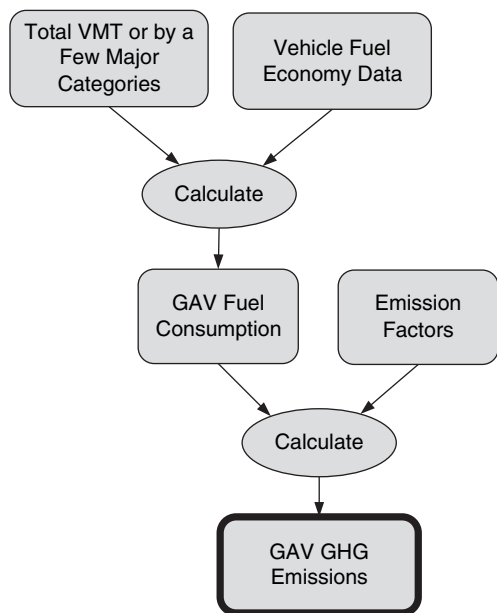 Total VMT or by a
Few Major
Categories
Vehicle Fuel
Economy Data
Calculate
GAV Fuel
Consumption
Emission
Factors
Calculate
GAV GHG
Emissions